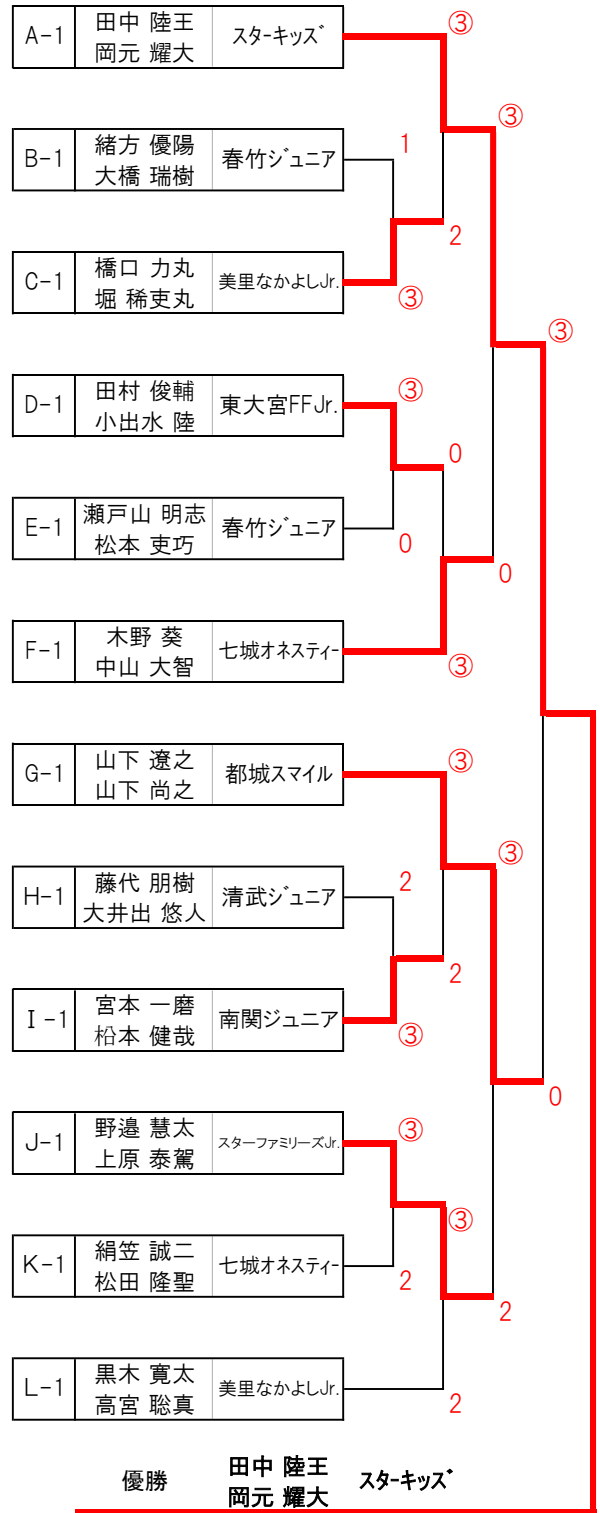 A-1 田中 陸王 岡元 耀大 スターキッズ ③
③
B-1 緒方 優陽 大橋 瑞樹 春竹ジュニア 1
2
C-1 橋口 力丸 堀 稀吏丸 美里なかよしJr. ③
③
D-1 田村 俊輔 小出水 陸 東大宮FFJr. ③
0
E-1 瀬戸山 明志 松本 吏巧 春竹ジュニア 0
0
F-1 木野 葵 中山 大智 七城オネスティー ③
G-1 山下 遼之 山下 尚之 都城スマイル ③
③
H-1 藤代 朋樹 大井出 悠人 清武ジュニア 2
2
I-1 宮本 一磨 柗本 健哉 南関ジュニア ③
0
J-1 野邉 慧太 上原 泰駕 スターファミリーズJr. ③
③
K-1 絹笠 誠二 松田 隆聖 七城オネスティー 2
2
L-1 黒木 寛太 高宮 聡真 美里なかよしJr. 2
優勝 田中 陸王 岡元 耀大 スターキッズ